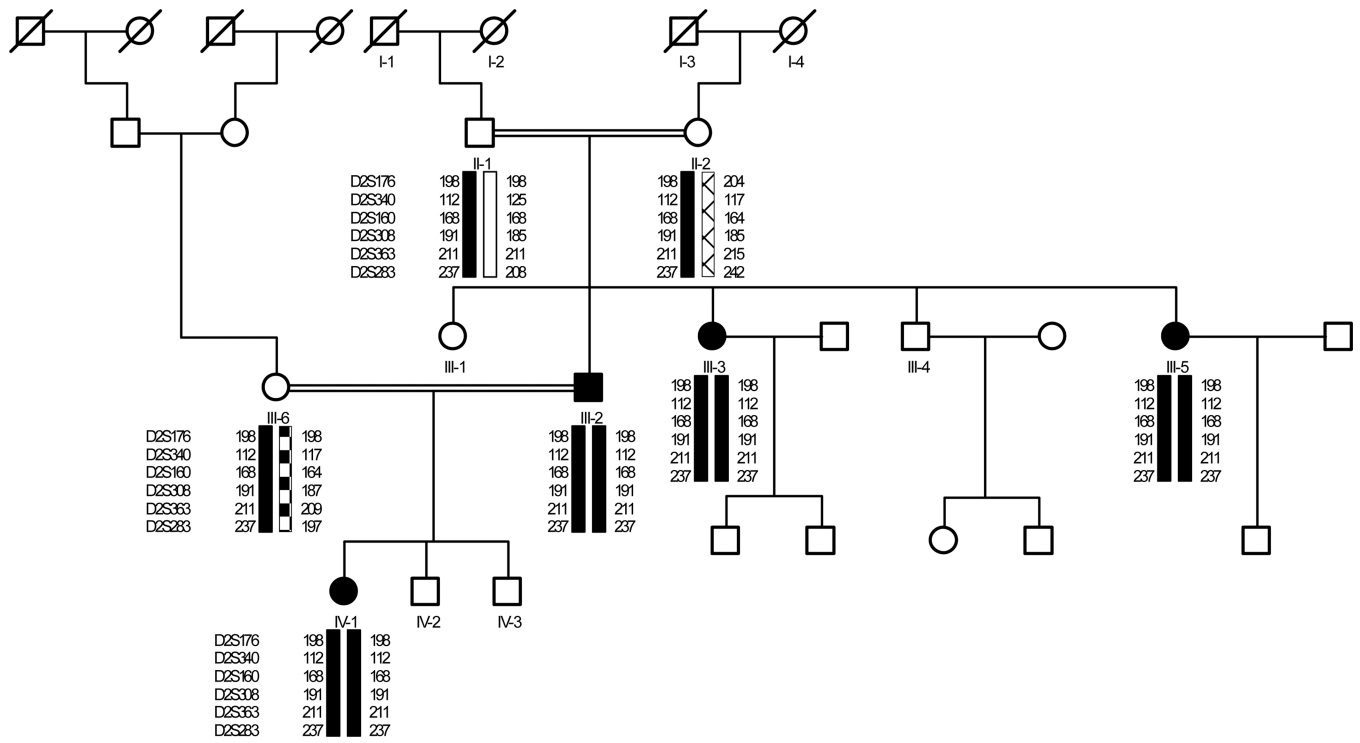 I-1 I-2 I-3 I-4
II-1 II-2
D2S176 198 198 198 204
D2S340 112 125 112 117
D2S160 168 168 168 164
D2S308 191 185 191 185
D2S363 211 211 211 215
D2S283 237 208 237 242
III-1 III-3 III-4 III-5
198 198 198 198
112 112 112 112
168 168 168 168
191 191 191 191
211 211 211 211
237 237 237 237
III-6 III-2
D2S176 198 198 198 198
D2S340 112 117 112 112
D2S160 168 164 168 168
D2S308 191 187 191 191
D2S363 211 209 211 211
D2S283 237 197 237 237
IV-1 IV-2 IV-3
D2S176 198 198
D2S340 112 112
D2S160 168 168
D2S308 191 191
D2S363 211 211
D2S283 237 237